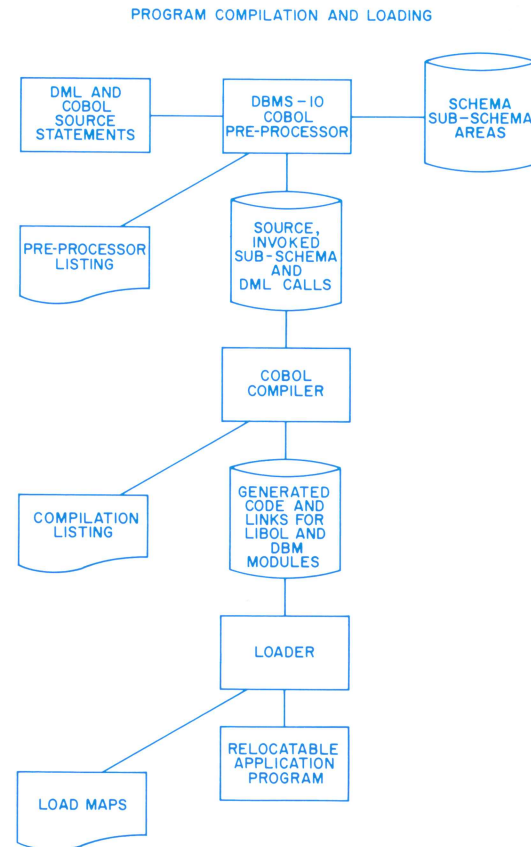 PROGRAM COMPILATION AND LOADING
DML AND
COBOL
SOURCE
STATEMENTS
DBMS-10
COBOL
PRE-PROCESSOR
SCHEMA
SUB-SCHEMA
AREAS
PRE-PROCESSOR
LISTING
SOURCE,
INVOKED
SUB-SCHEMA
AND
DML CALLS
COBOL
COMPILER
COMPILATION
LISTING
GENERATED
CODE AND
LINKS FOR
LIBOL AND
DBM
MODULES
LOADER
LOAD MAPS
RELOCATABLE
APPLICATION
PROGRAM